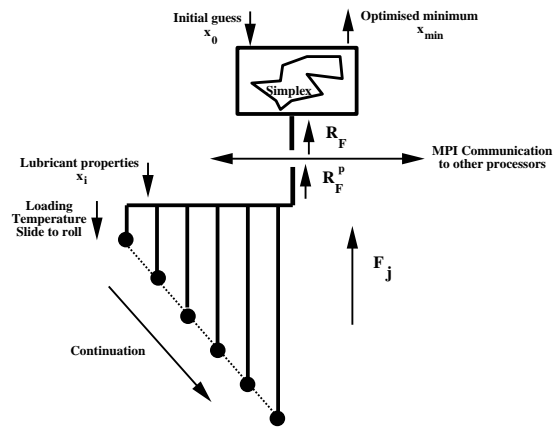 Initial guess
x0
Optimised minimum
xmin
Simplex
RF
MPI Communication
to other processors
Lubricant properties
xi
RFp
Loading
Temperature
Slide to roll
Fj
Continuation